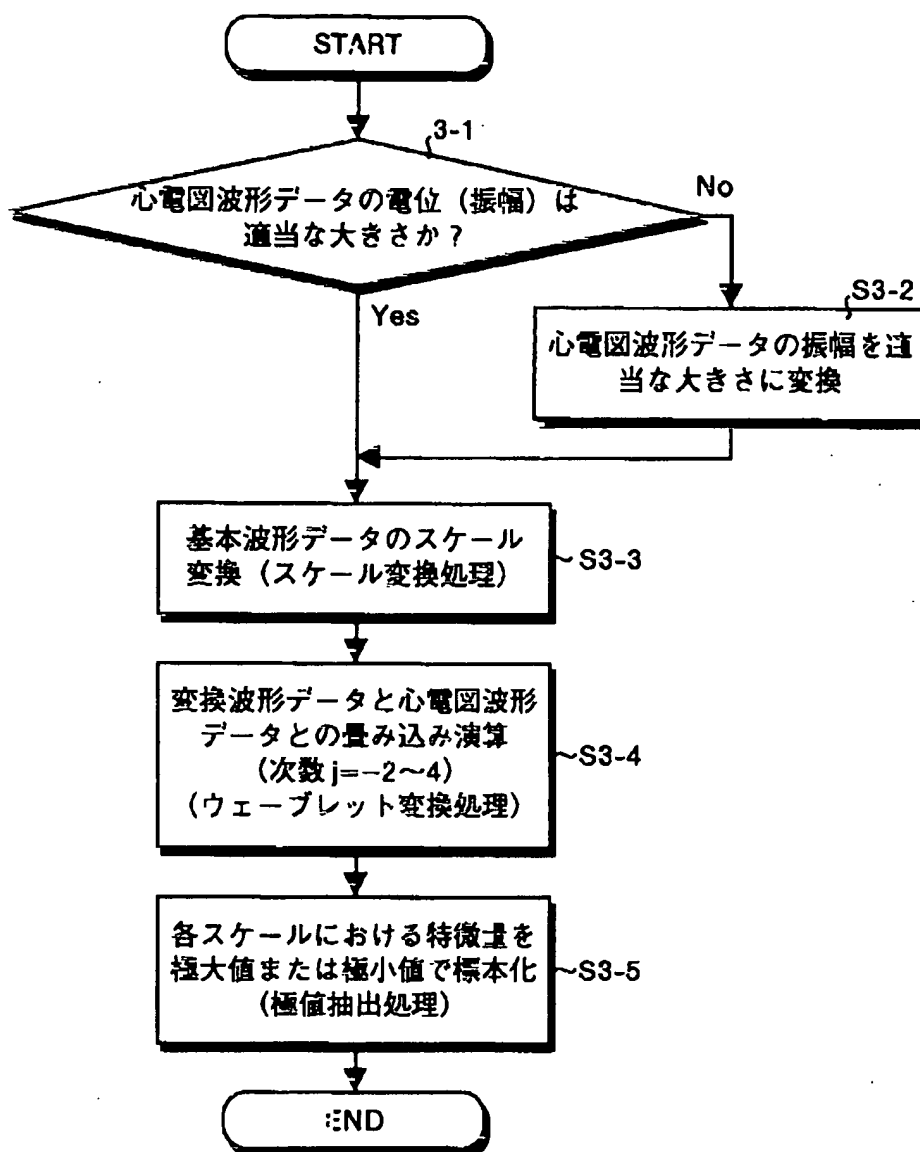 START
3-1
心電図波形データの電位（振幅）は
適当な大きさか？
No
Yes
S3-2
心電図波形データの振幅を適
当な大きさに変換
基本波形データのスケール
変換（スケール変換処理）
S3-3
変換波形データと心電図波形
データとの畳み込み演算
(次数 j=−2〜4)
（ウェーブレット変換処理）
S3-4
各スケールにおける特徴量を
極大値または極小値で標本化
(極値抽出処理)
S3-5
END